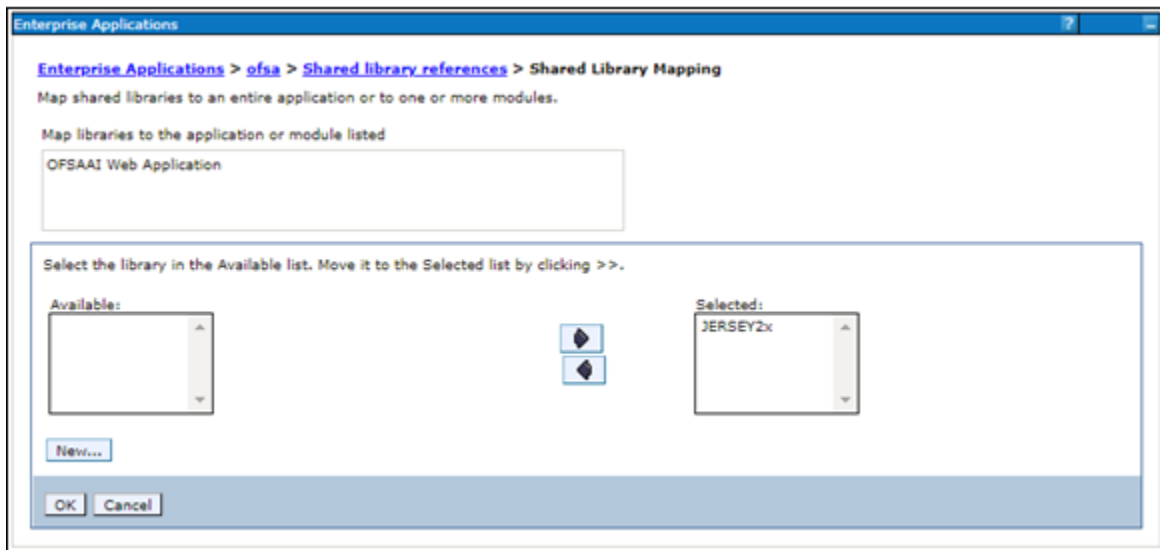 Enterprise Applications ? –
Enterprise Applications > ofsa > Shared library references > Shared Library Mapping
Map shared libraries to an entire application or to one or more modules.
Map libraries to the application or module listed
OFSAAI Web Application
Select the library in the Available list. Move it to the Selected list by clicking >>.
Available: Selected:
JERSEY2x
New...
OK Cancel